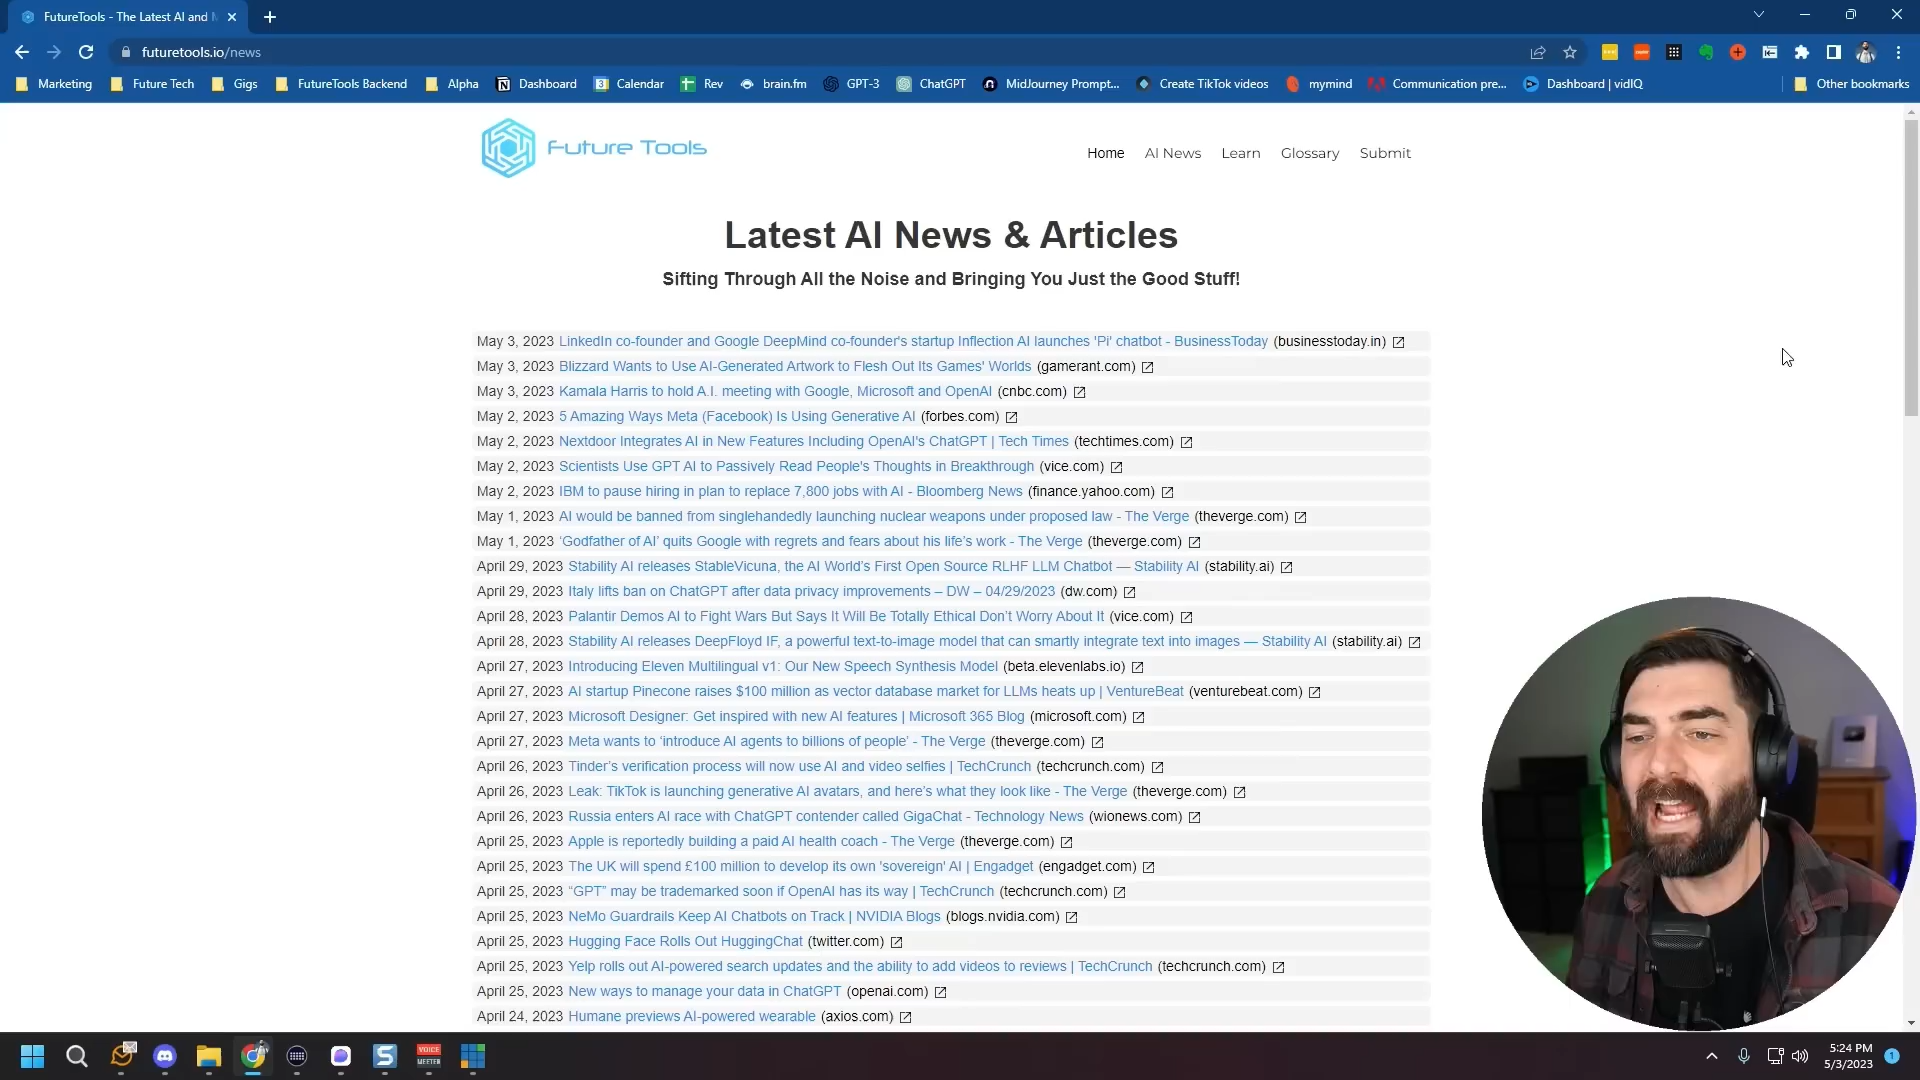 FutureTools - The Latest AI and M
futuretools.io/news
Marketing
Future Tech
Gigs
FutureTools Backend
Alpha
Dashboard
Calendar
Rev
brain.fm
GPT-3
ChatGPT
MidJourney Prompt...
Create TikTok videos
mymind
Communication pre...
Dashboard | vidIQ
Other bookmarks
Future Tools
Home
AI News
Learn
Glossary
Submit
Latest AI News & Articles
Sifting Through All the Noise and Bringing You Just the Good Stuff!
May 3, 2023 LinkedIn co-founder and Google DeepMind co-founder's startup Inflection AI launches 'Pi' chatbot - BusinessToday (businesstoday.in)
May 3, 2023 Blizzard Wants to Use AI-Generated Artwork to Flesh Out Its Games' Worlds (gamerant.com)
May 3, 2023 Kamala Harris to hold A.I. meeting with Google, Microsoft and OpenAI (cnbc.com)
May 2, 2023 5 Amazing Ways Meta (Facebook) Is Using Generative AI (forbes.com)
May 2, 2023 Nextdoor Integrates AI in New Features Including OpenAI's ChatGPT | Tech Times (techtimes.com)
May 2, 2023 Scientists Use GPT AI to Passively Read People's Thoughts in Breakthrough (vice.com)
May 2, 2023 IBM to pause hiring in plan to replace 7,800 jobs with AI - Bloomberg News (finance.yahoo.com)
May 1, 2023 AI would be banned from singlehandedly launching nuclear weapons under proposed law - The Verge (theverge.com)
May 1, 2023 ‘Godfather of AI’ quits Google with regrets and fears about his life’s work - The Verge (theverge.com)
April 29, 2023 Stability AI releases StableVicuna, the AI World’s First Open Source RLHF LLM Chatbot — Stability AI (stability.ai)
April 29, 2023 Italy lifts ban on ChatGPT after data privacy improvements – DW – 04/29/2023 (dw.com)
April 28, 2023 Palantir Demos AI to Fight Wars But Says It Will Be Totally Ethical Don’t Worry About It (vice.com)
April 28, 2023 Stability AI releases DeepFloyd IF, a powerful text-to-image model that can smartly integrate text into images — Stability AI (stability.ai)
April 27, 2023 Introducing Eleven Multilingual v1: Our New Speech Synthesis Model (beta.elevenlabs.io)
April 27, 2023 AI startup Pinecone raises $100 million as vector database market for LLMs heats up | VentureBeat (venturebeat.com)
April 27, 2023 Microsoft Designer: Get inspired with new AI features | Microsoft 365 Blog (microsoft.com)
April 27, 2023 Meta wants to ‘introduce AI agents to billions of people’ - The Verge (theverge.com)
April 26, 2023 Tinder’s verification process will now use AI and video selfies | TechCrunch (techcrunch.com)
April 26, 2023 Leak: TikTok is launching generative AI avatars, and here’s what they look like - The Verge (theverge.com)
April 26, 2023 Russia enters AI race with ChatGPT contender called GigaChat - Technology News (wionews.com)
April 25, 2023 Apple is reportedly building a paid AI health coach - The Verge (theverge.com)
April 25, 2023 The UK will spend £100 million to develop its own 'sovereign' AI | Engadget (engadget.com)
April 25, 2023 “GPT” may be trademarked soon if OpenAI has its way | TechCrunch (techcrunch.com)
April 25, 2023 NeMo Guardrails Keep AI Chatbots on Track | NVIDIA Blogs (blogs.nvidia.com)
April 25, 2023 Hugging Face Rolls Out HuggingChat (twitter.com)
April 25, 2023 Yelp rolls out AI-powered search updates and the ability to add videos to reviews | TechCrunch (techcrunch.com)
April 25, 2023 New ways to manage your data in ChatGPT (openai.com)
April 24, 2023 Humane previews AI-powered wearable (axios.com)
VOICE
MEETER
5:24 PM
5/3/2023
1